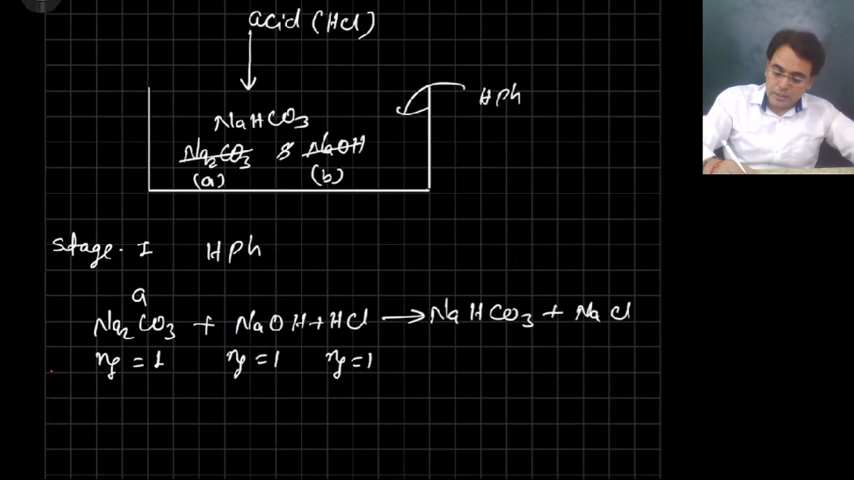 acid (HCl)
HPh
NaHCO3
Na2CO3 & NaOH
(a) (b)
Stage. I HPh
a
Na2CO3 + NaOH + HCl → NaHCO3 + NaCl
nf = 1 nf = 1 nf = 1